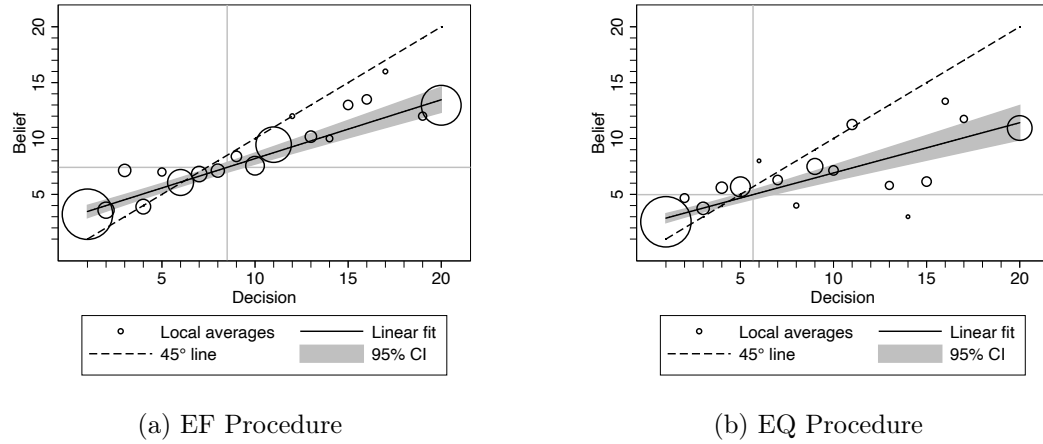 20
15
10
5
Belief
5
10
15
20
Decision
Local averages
Linear fit
45° line
95% CI
(a) EF Procedure
20
15
10
5
Belief
5
10
15
20
Decision
Local averages
Linear fit
45° line
95% CI
(b) EQ Procedure